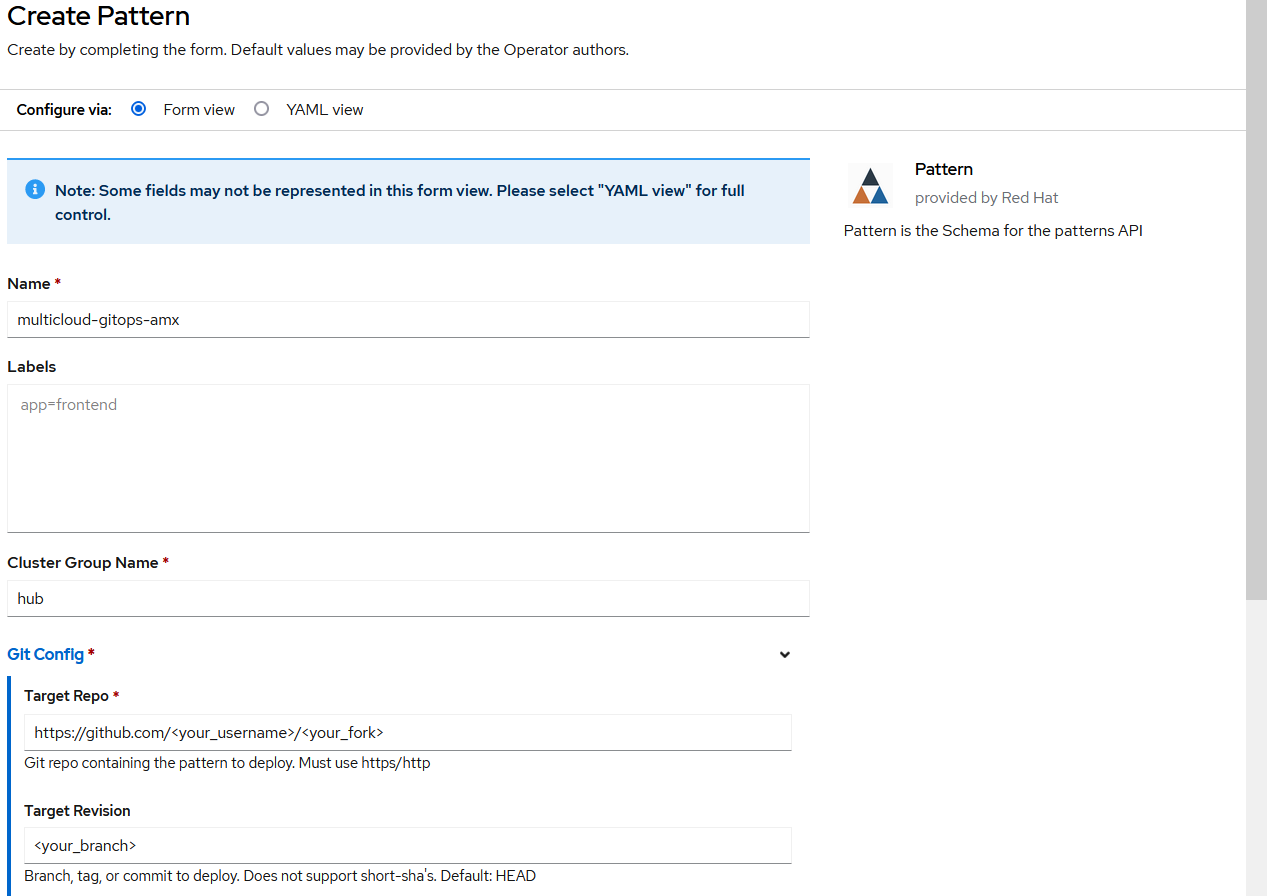 Create Pattern
Create by completing the form. Default values may be provided by the Operator authors.
Configure via: Form view YAML view
Note: Some fields may not be represented in this form view. Please select "YAML view" for full
control.
Pattern
provided by Red Hat
Pattern is the Schema for the patterns API
Name *
multicloud-gitops-amx
Labels
app=frontend
Cluster Group Name *
hub
Git Config *
Target Repo *
https://github.com/<your_username>/<your_fork>
Git repo containing the pattern to deploy. Must use https/http
Target Revision
<your_branch>
Branch, tag, or commit to deploy. Does not support short-sha's. Default: HEAD